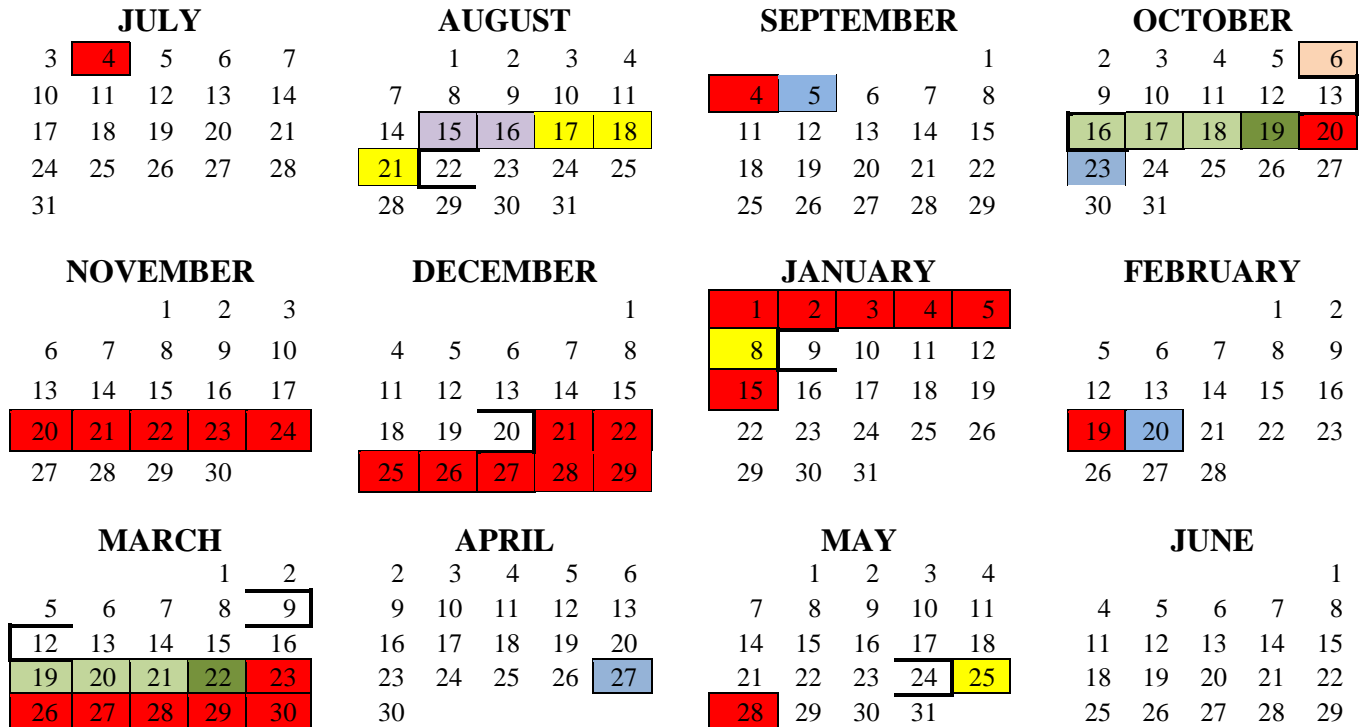 JULY AUGUST SEPTEMBER OCTOBER
3 4 5 6 7 1 2 3 4 1 2 3 4 5 6
10 11 12 13 14 7 8 9 10 11 4 5 6 7 8 9 10 11 12 13
17 18 19 20 21 14 15 16 17 18 11 12 13 14 15 16 17 18 19 20
24 25 26 27 28 21 22 23 24 25 18 19 20 21 22 23 24 25 26 27
31 28 29 30 31 25 26 27 28 29 30 31
NOVEMBER DECEMBER JANUARY FEBRUARY
1 2 3 1 1 2 3 4 5 1 2
6 7 8 9 10 4 5 6 7 8 8 9 10 11 12 5 6 7 8 9
13 14 15 16 17 11 12 13 14 15 15 16 17 18 19 12 13 14 15 16
20 21 22 23 24 18 19 20 21 22 22 23 24 25 26 19 20 21 22 23
27 28 29 30 25 26 27 28 29 29 30 31 26 27 28
MARCH APRIL MAY JUNE
1 2 2 3 4 5 6 1 2 3 4 1
5 6 7 8 9 9 10 11 12 13 7 8 9 10 11 4 5 6 7 8
12 13 14 15 16 16 17 18 19 20 14 15 16 17 18 11 12 13 14 15
19 20 21 22 23 23 24 25 26 27 21 22 23 24 25 18 19 20 21 22
26 27 28 29 30 30 28 29 30 31 25 26 27 28 29